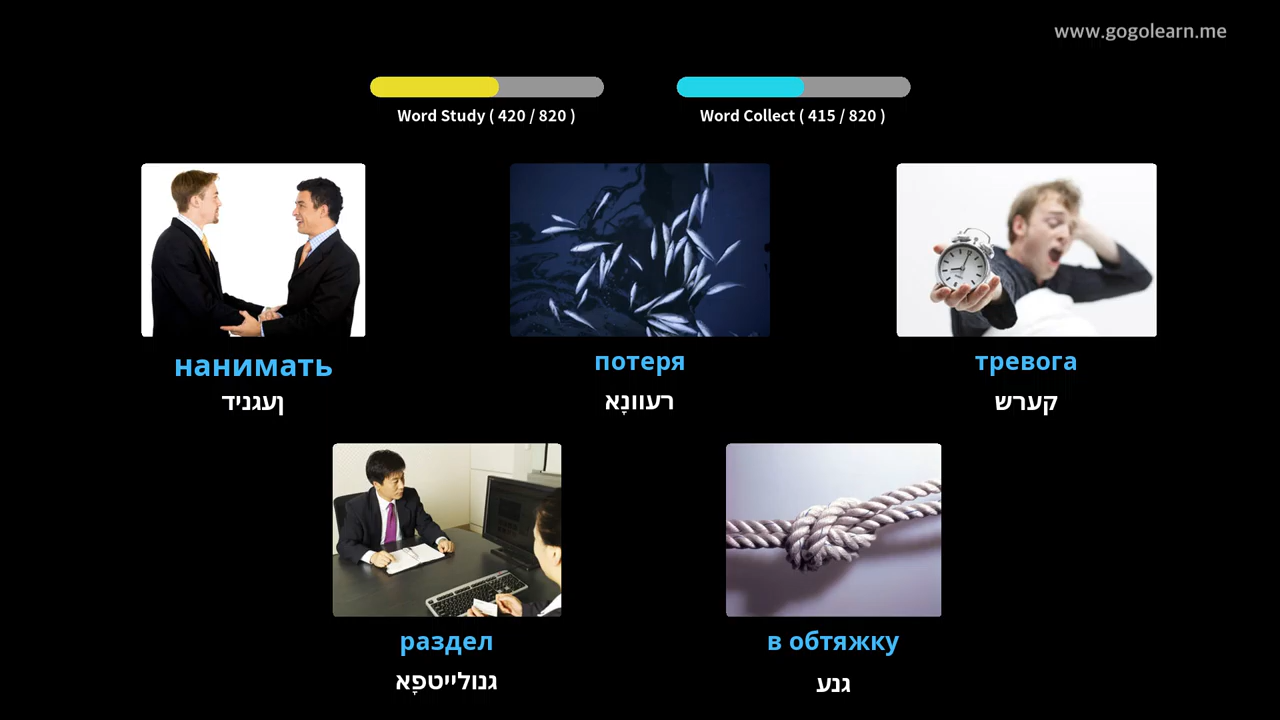 www.gogolearn.me
Word Study ( 420 / 820 )
Word Collect ( 415 / 820 )
нанимать
ןעגניד
потеря
רעוונָא
тревога
קערש
раздел
גנולייטפָא
в обтяжку
גנע